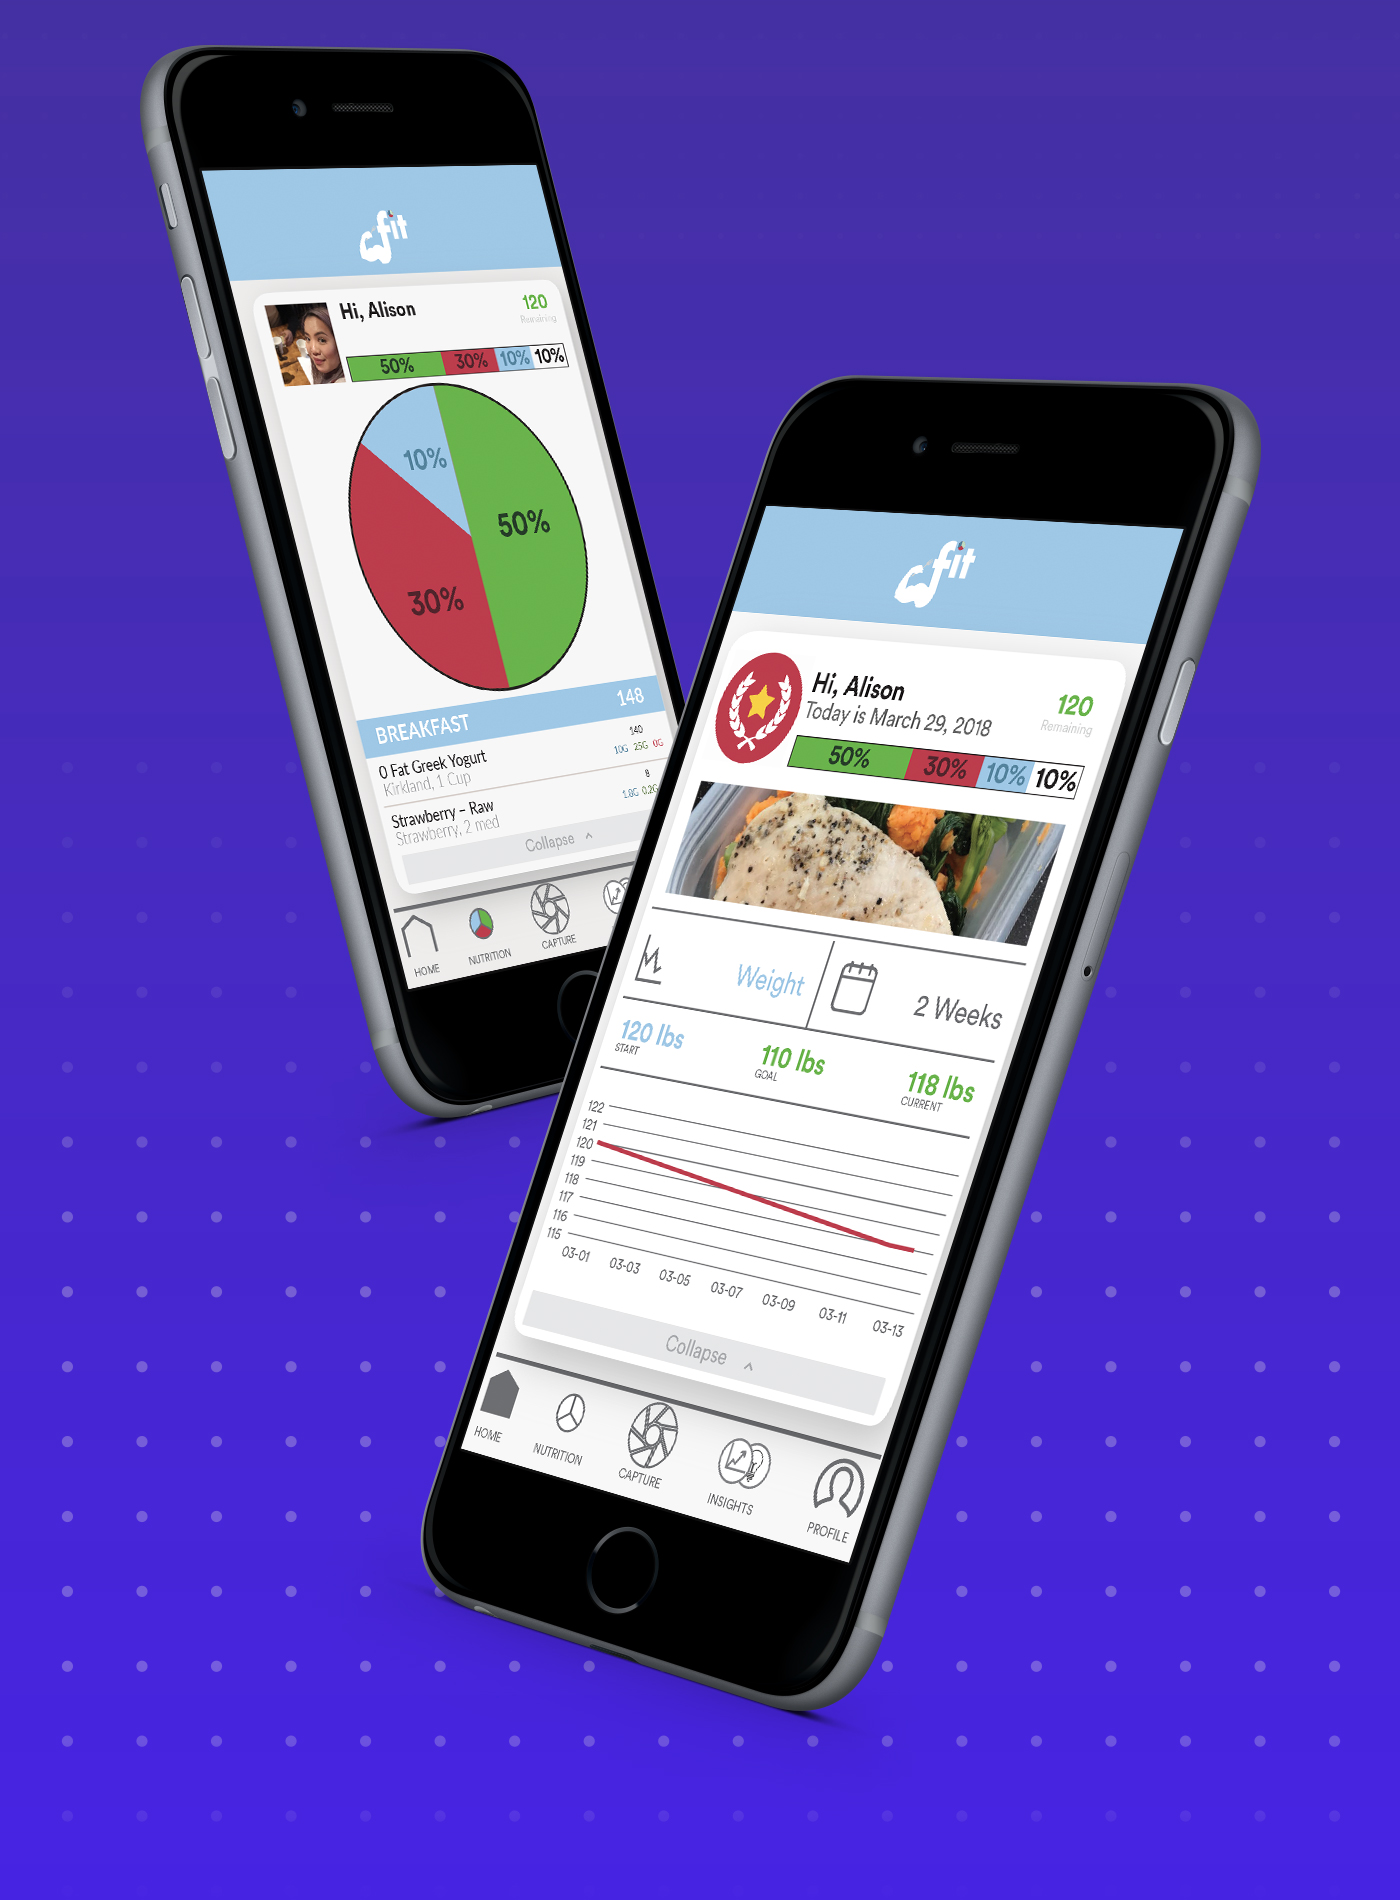 fit
Hi, Alison
120
Remaining
50% 30% 10% 10%
10%
50%
30%
BREAKFAST 148
0 Fat Greek Yogurt 140
Kirkland, 1 Cup 10G 25G 0G
Strawberry – Raw 8
Strawberry, 2 med 1.8G 0.2G
Collapse
HOME NUTRITION CAPTURE
fit
Hi, Alison
Today is March 29, 2018
120
Remaining
50% 30% 10% 10%
Weight 2 Weeks
120 lbs 110 lbs 118 lbs
START GOAL CURRENT
122
121
120
119
118
117
116
115
03-01 03-03 03-05 03-07 03-09 03-11 03-13
Collapse
HOME NUTRITION CAPTURE INSIGHTS PROFILE